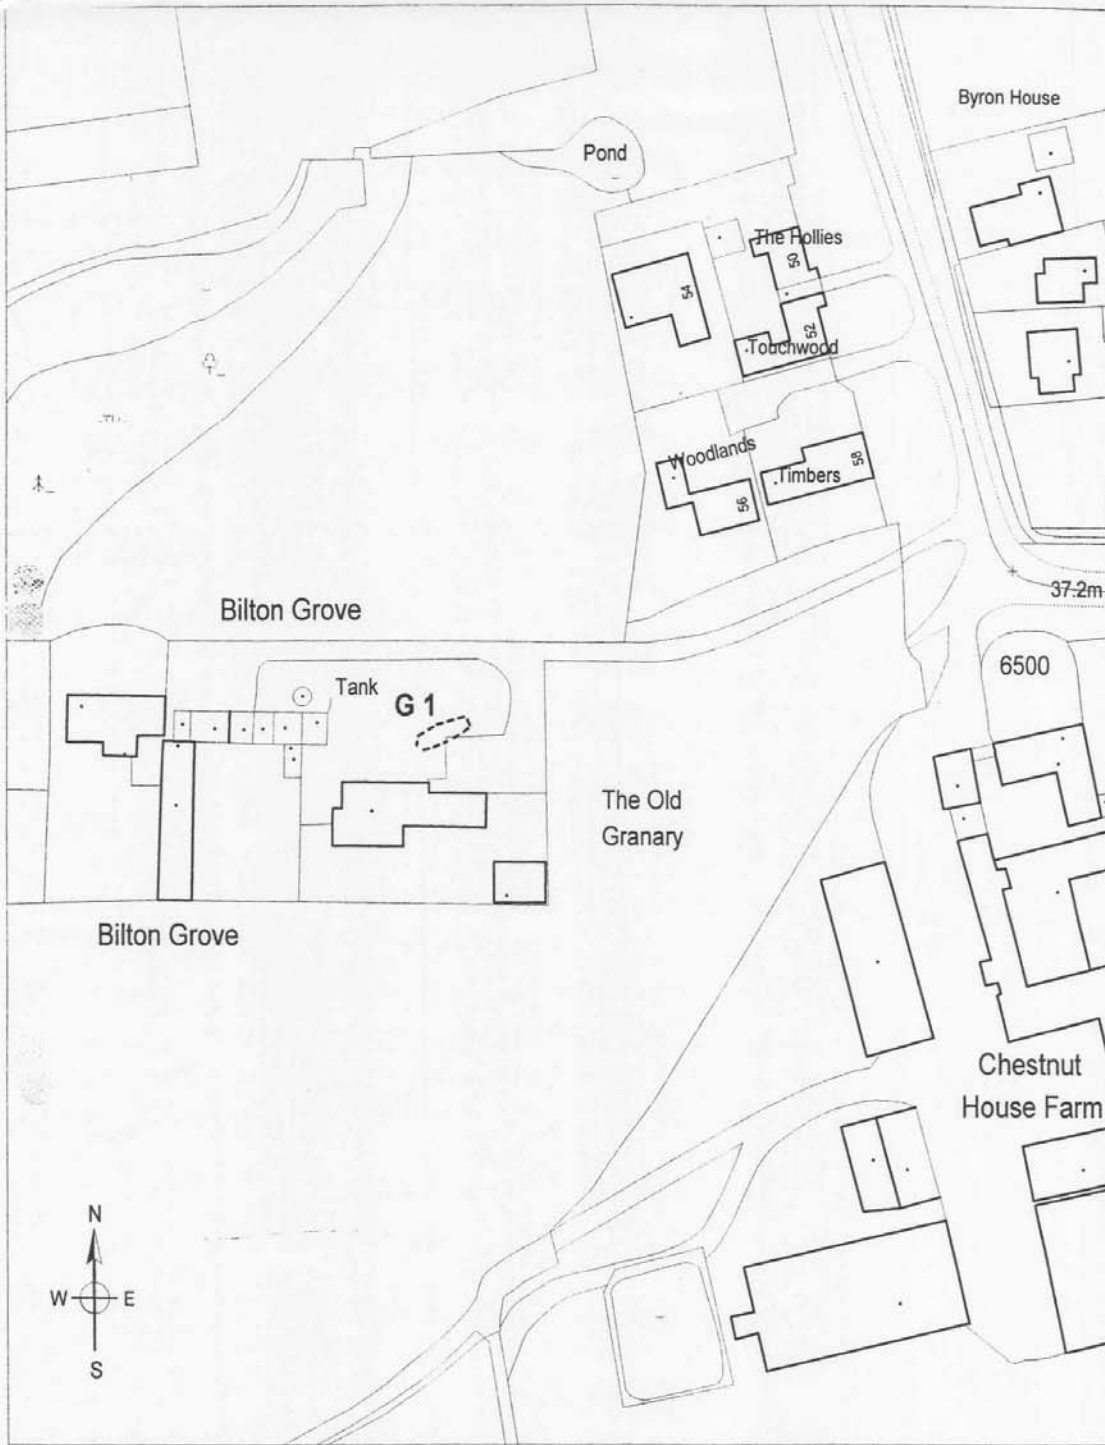 Byron House
Pond
The Hollies
50
54
52
Touchwood
Woodlands
58
Timbers
56
37.2m
Bilton Grove
6500
Tank
G 1
The Old
Granary
Bilton Grove
Chestnut
House Farm
N
W E
S